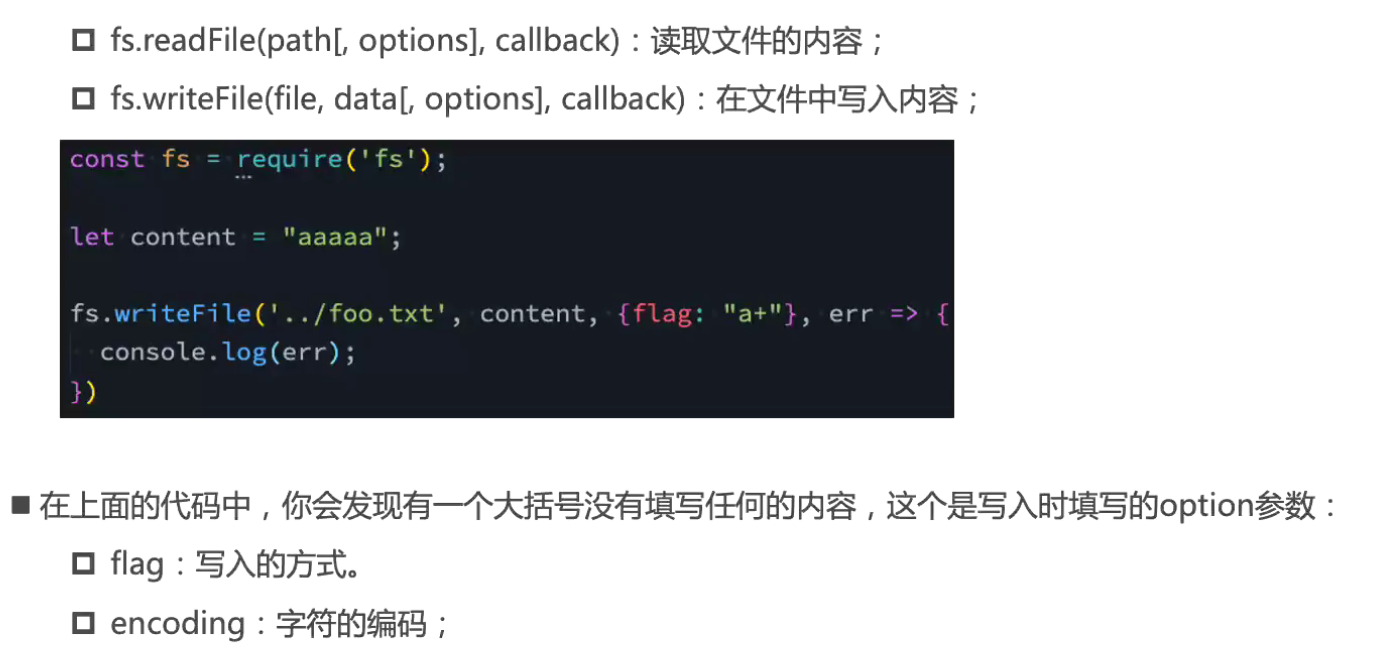 fs.readFile(path[, options], callback)：读取文件的内容；
fs.writeFile(file, data[, options], callback)：在文件中写入内容；
const fs = require('fs');
let content = "aaaaa";
fs.writeFile('../foo.txt', content, {flag: "a+"}, err => {
  console.log(err);
})
在上面的代码中，你会发现有一个大括号没有填写任何的内容，这个是写入时填写的option参数：
flag：写入的方式。
encoding：字符的编码；